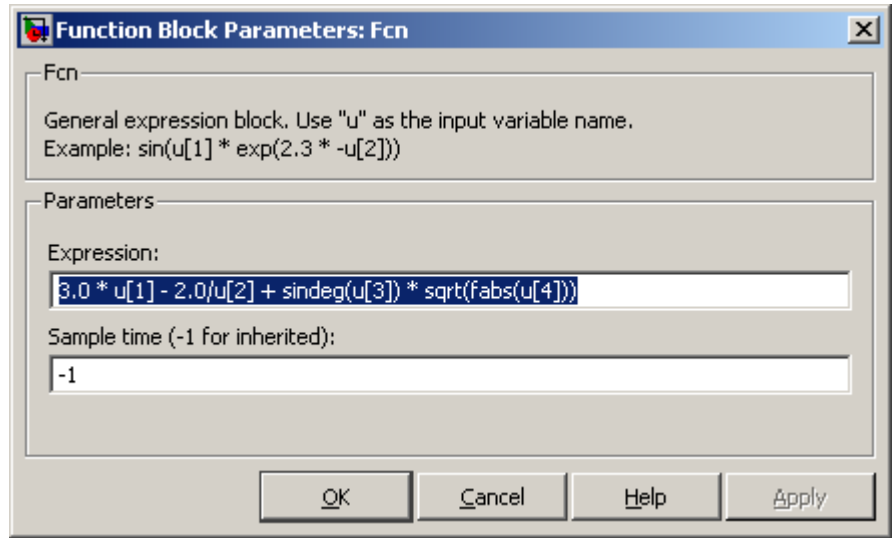 Function Block Parameters: Fcn
Fcn
General expression block. Use "u" as the input variable name.
Example: sin(u[1] * exp(2.3 * -u[2]))
Parameters
Expression:
3.0 * u[1] - 2.0/u[2] + sindeg(u[3]) * sqrt(fabs(u[4]))
Sample time (-1 for inherited):
-1
OK Cancel Help Apply